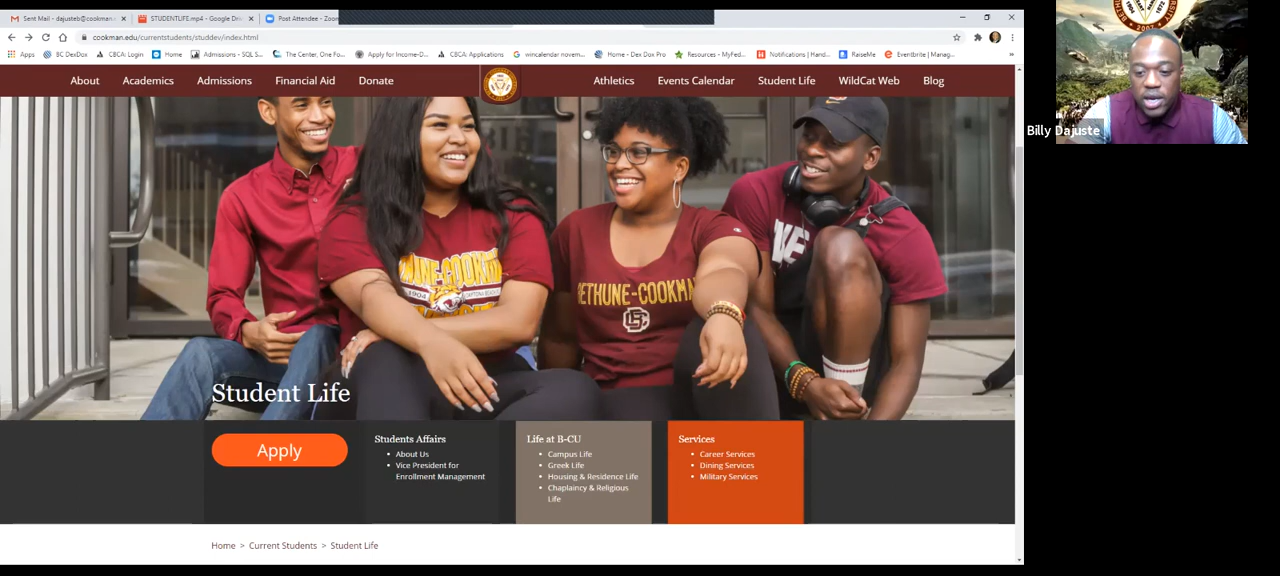 Sent Mail - dajusteb@cookman.
STUDENTLIFE.mp4 - Google Dri
Post Attendee - Zoom
cookman.edu/currentstudents/studdev/index.html
Apps
BC DexDox
CBCA: Login
Home
Admissions - SQL S...
The Center, One Fo...
Apply for Income-D...
CBCA: Applications
wincalendar novem...
Home - Dex Dox Pro
Resources - MyFed...
Notifications | Hand...
RaiseMe
Eventbrite | Manag...
About
Academics
Admissions
Financial Aid
Donate
Athletics
Events Calendar
Student Life
WildCat Web
Blog
BETHUNE-COOKMA
1904
Student Life
Apply
Students Affairs
About Us
Vice President for
Enrollment Management
Life at B-CU
Campus Life
Greek Life
Housing & Residence Life
Chaplaincy & Religious
Life
Services
Career Services
Dining Services
Military Services
Home > Current Students > Student Life
1904
1972
2007
Billy Dajuste